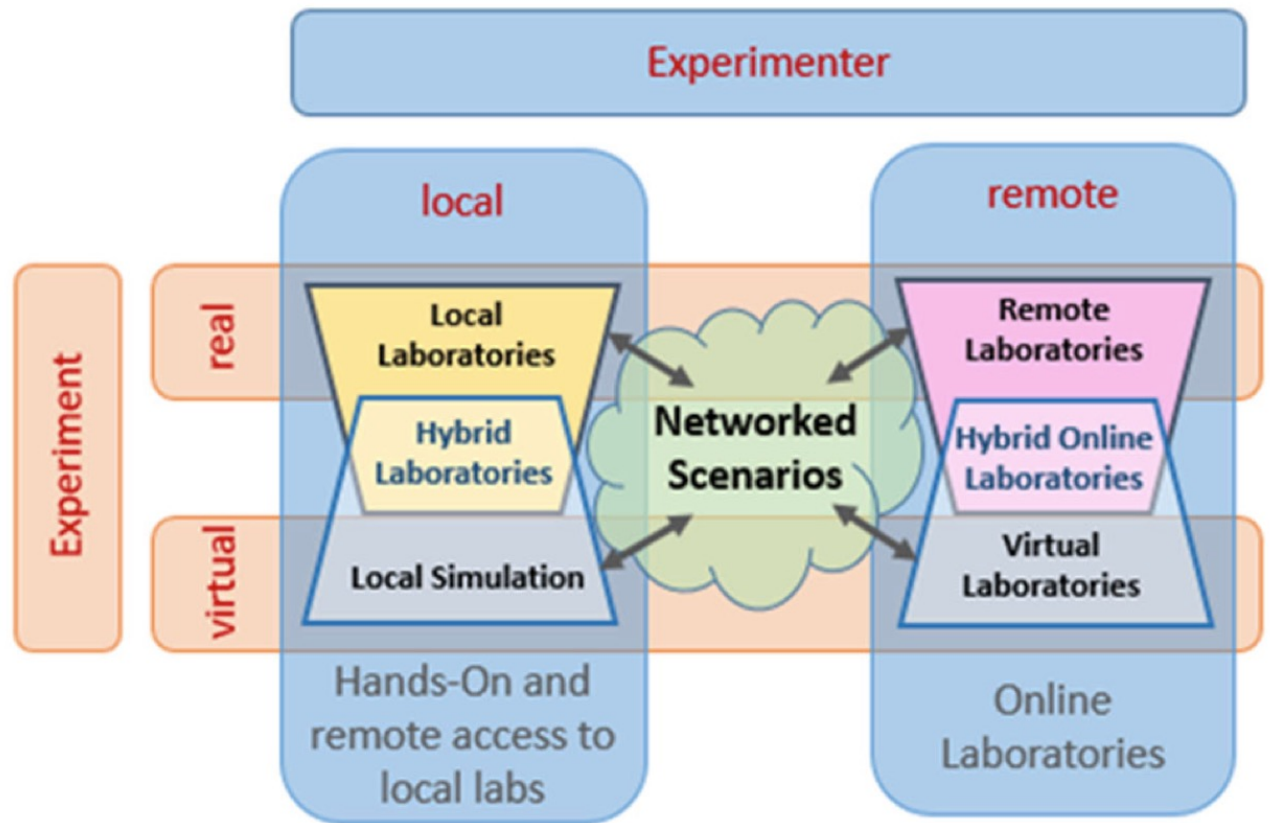 Experimenter
local
remote
Experiment
real
virtual
Local
Laboratories
Hybrid
Laboratories
Local Simulation
Networked
Scenarios
Remote
Laboratories
Hybrid Online
Laboratories
Virtual
Laboratories
Hands-On and
remote access to
local labs
Online
Laboratories